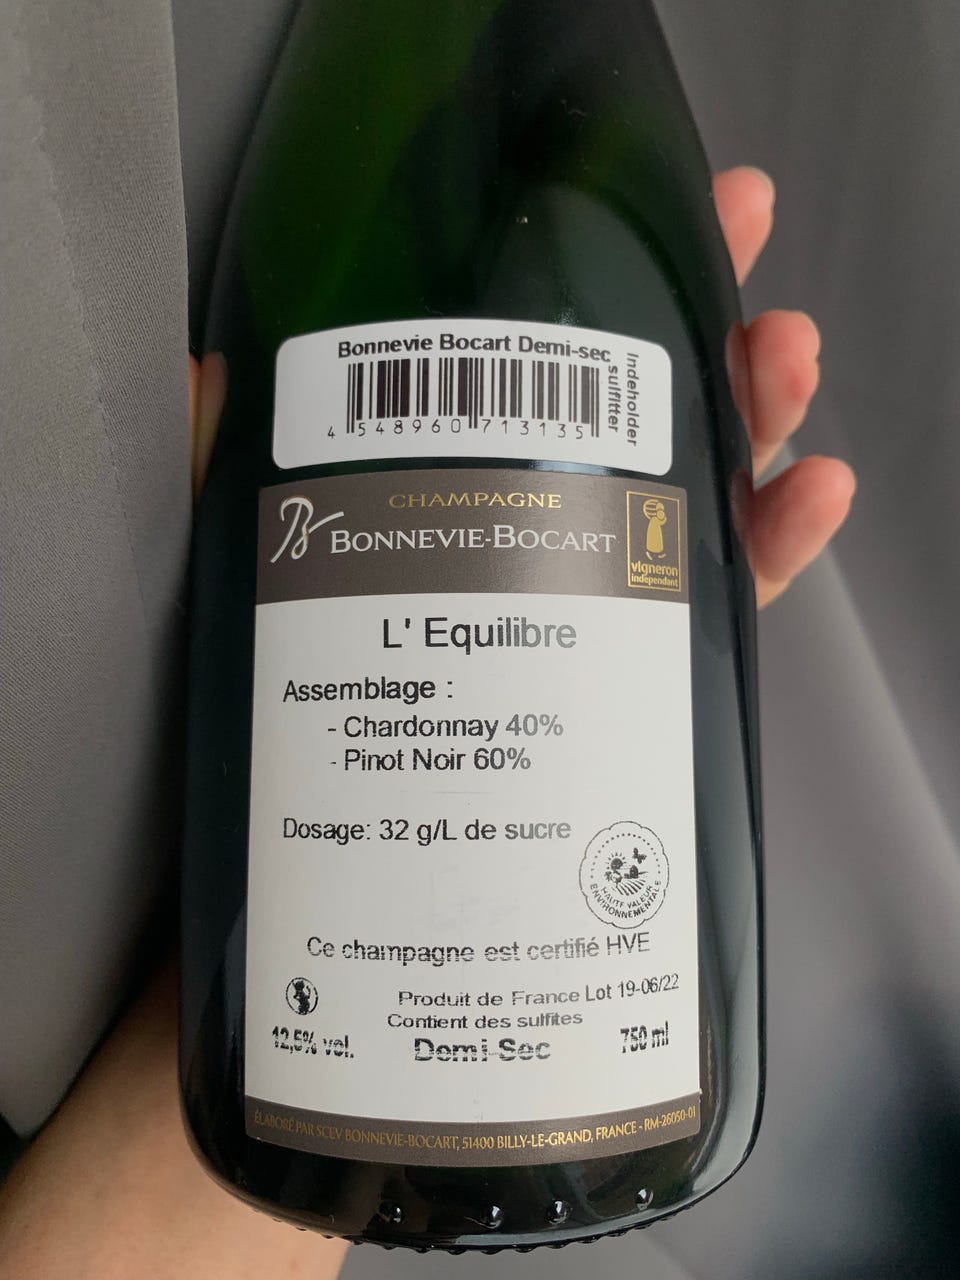 Bonnevie Bocart Demi-sec
Indeholder
sulfitter
4 548960 713135
CHAMPAGNE
BONNEVIE-BOCART
vigneron
indépendant
L' Equilibre
Assemblage :
- Chardonnay 40%
- Pinot Noir 60%
Dosage: 32 g/L de sucre
HAUTE VALEUR
ENVIRONNEMENTALE
Ce champagne est certifié HVE
Produit de France Lot 19-06/22
Contient des sulfites
12,5% vol.
Demi-Sec
750 ml
ÉLABORÉ PAR SCEV BONNEVIE-BOCART, 51400 BILLY-LE-GRAND, FRANCE - RM-26050-01